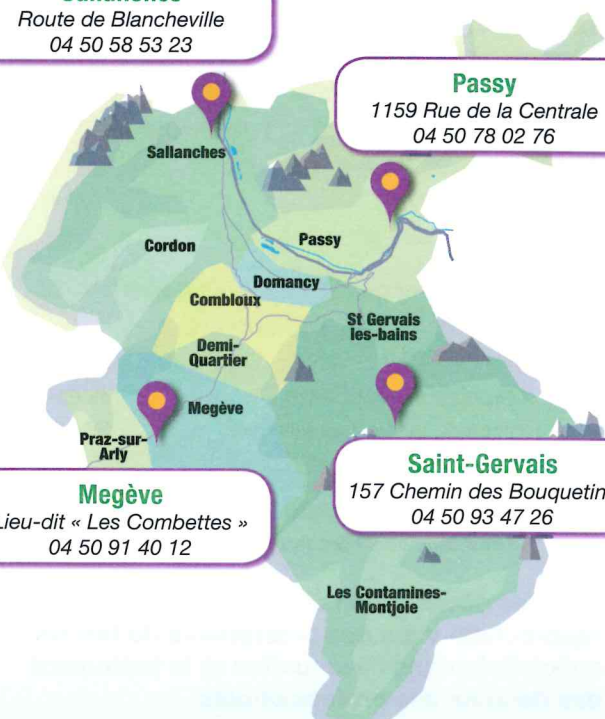 Route de Blancheville
04 50 58 53 23
Passy
1159 Rue de la Centrale
04 50 78 02 76
Sallanches
Cordon
Passy
Domancy
Combloux
St Gervais
les-bains
Demi-
Quartier
Megève
Praz-sur-
Arly
Saint-Gervais
157 Chemin des Bouquetin
04 50 93 47 26
Megève
Lieu-dit « Les Combettes »
04 50 91 40 12
Les Contamines-
Montjoie